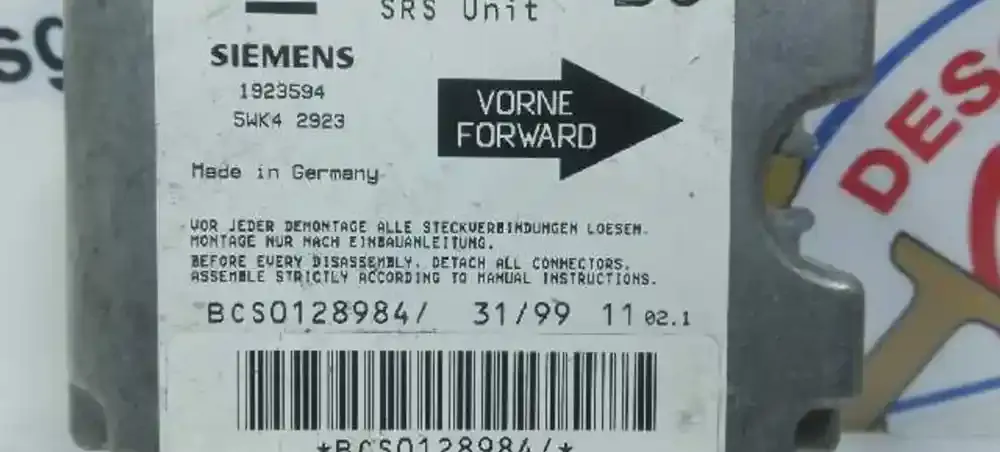 SRS Unit
SIEMENS
1923594
5WK4 2923
VORNE
FORWARD
Made in Germany
VOR JEDER DEMONTAGE ALLE STECKVERBINDUNGEN LOESEN.
MONTAGE NUR NACH EINBAUANLEITUNG.
BEFORE EVERY DISASSEMBLY. DETACH ALL CONNECTORS.
ASSEMBLE STRICTLY ACCORDING TO MANUAL INSTRUCTIONS.
BCS0128984/ 31/99 11 02.1
*BCS0128984/*
DES